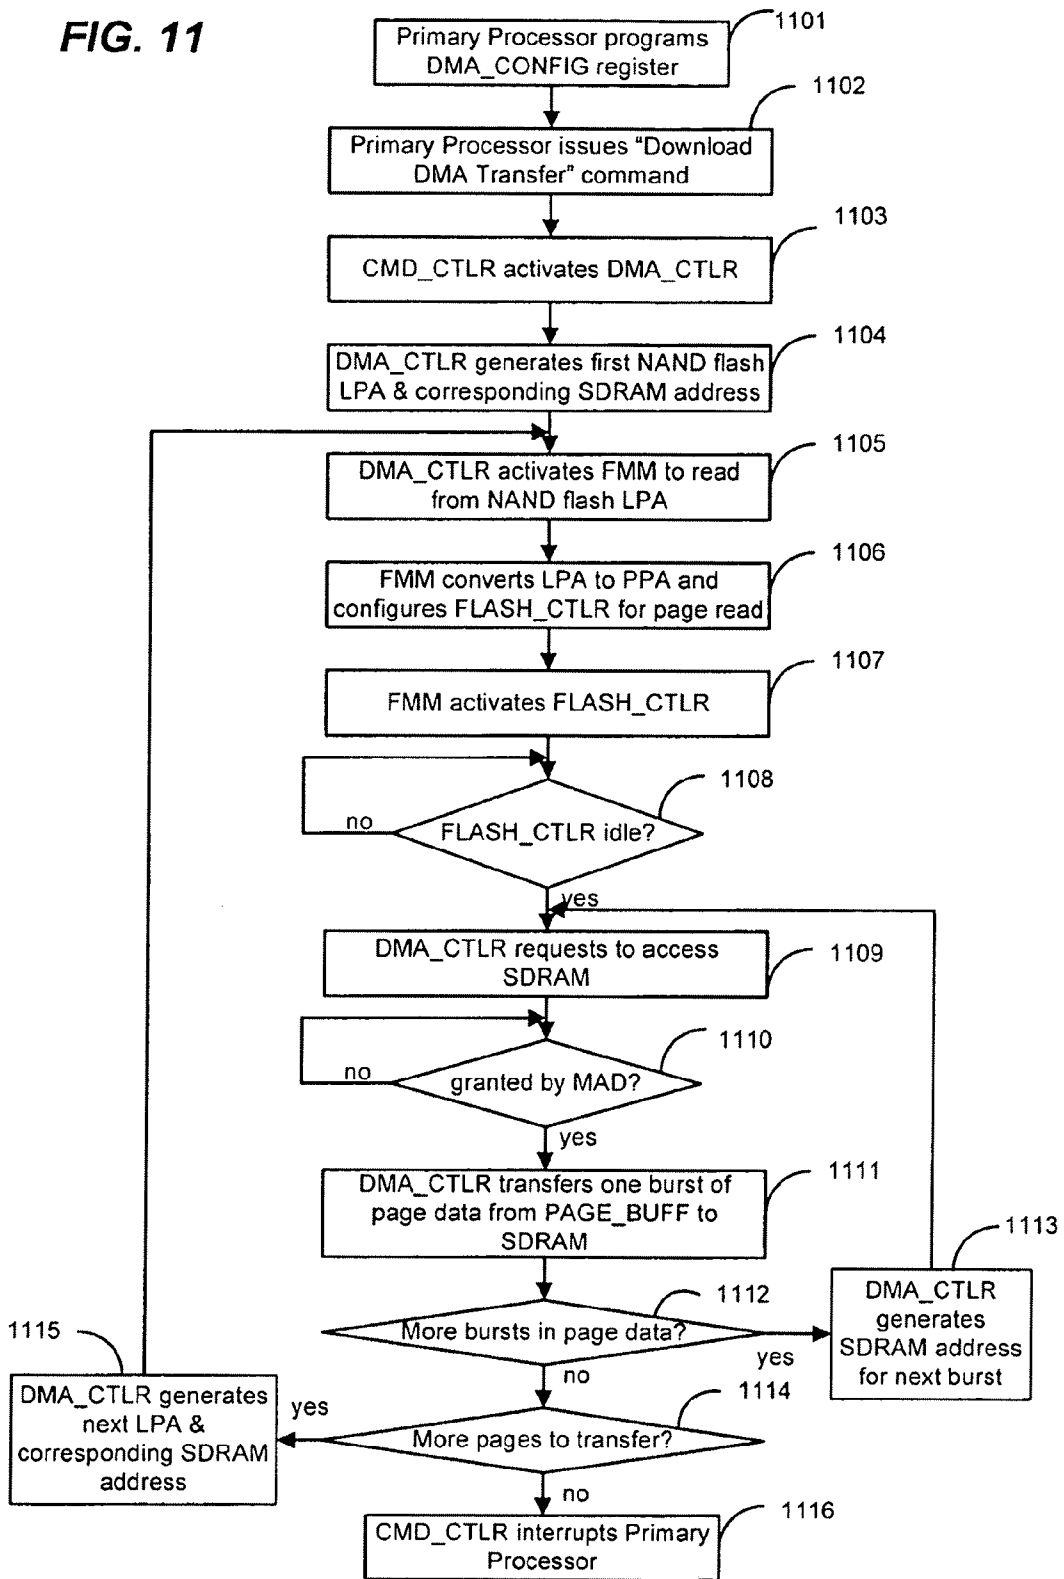 FIG. 11
1101
Primary Processor programs
DMA_CONFIG register
1102
Primary Processor issues “Download
DMA Transfer” command
1103
CMD_CTLR activates DMA_CTLR
1104
DMA_CTLR generates first NAND flash
LPA & corresponding SDRAM address
1105
DMA_CTLR activates FMM to read
from NAND flash LPA
1106
FMM converts LPA to PPA and
configures FLASH_CTLR for page read
1107
FMM activates FLASH_CTLR
1108
no
FLASH_CTLR idle?
yes
DMA_CTLR requests to access
SDRAM
1109
1110
no
granted by MAD?
yes
1111
DMA_CTLR transfers one burst of
page data from PAGE_BUFF to
SDRAM
1112
More bursts in page data?
yes
1113
DMA_CTLR
generates
SDRAM address
for next burst
no
1114
More pages to transfer?
yes
1115
DMA_CTLR generates
next LPA &
corresponding SDRAM
address
no
1116
CMD_CTLR interrupts Primary
Processor